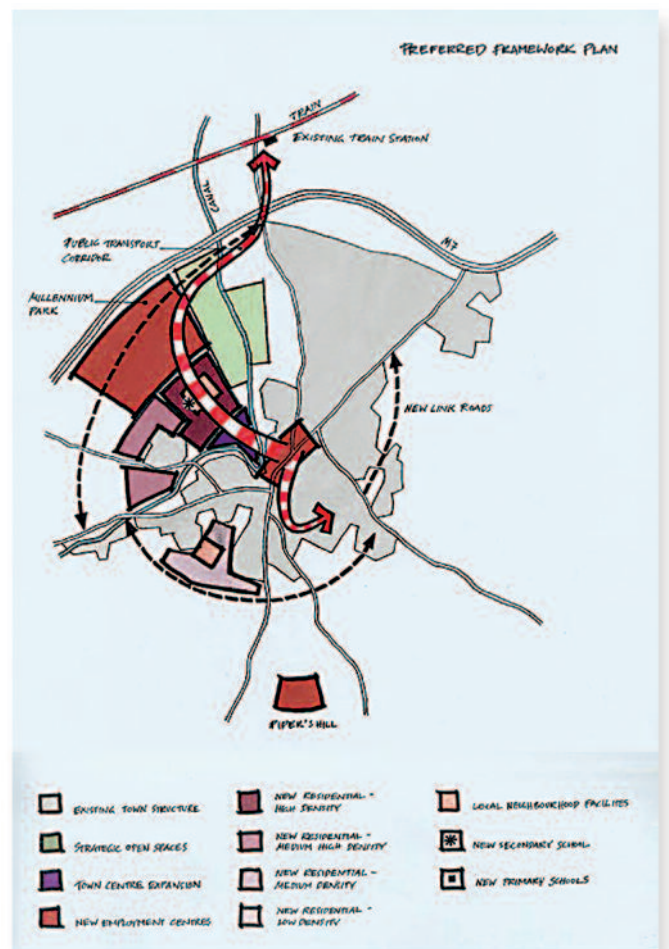 PREFERRED FRAMEWORK PLAN
TRAIN
EXISTING TRAIN STATION
CANAL
PUBLIC TRANSPORT
CORRIDOR
M7
MILLENNIUM
PARK
NEW LINK ROADS
PIPER'S HILL
EXISTING TOWN STRUCTURE
STRATEGIC OPEN SPACES
TOWN CENTRE EXPANSION
NEW EMPLOYMENT CENTRES
NEW RESIDENTIAL -
HIGH DENSITY
NEW RESIDENTIAL -
MEDIUM HIGH DENSITY
NEW RESIDENTIAL -
MEDIUM DENSITY
NEW RESIDENTIAL -
LOW DENSITY
LOCAL NEIGHBOURHOOD FACILITES
NEW SECONDARY SCHOOL
NEW PRIMARY SCHOOLS